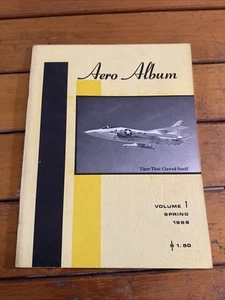 Aero Album
Tiger That Clawed Itself
VOLUME 1
SPRING
1968
$1.50